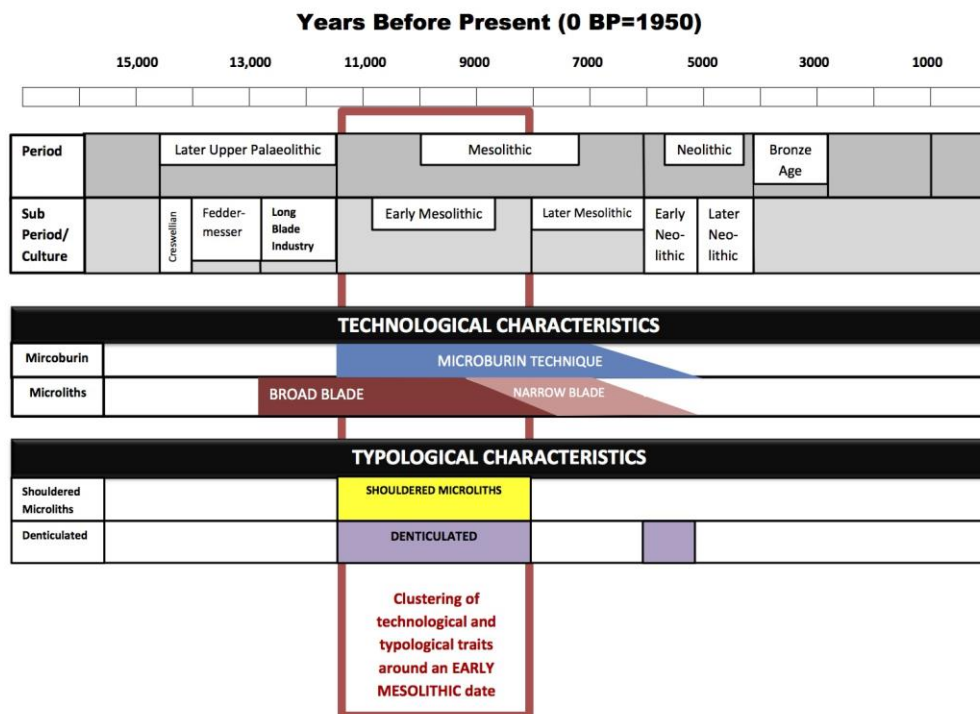 Years Before Present (0 BP=1950)
15,000 13,000 11,000 9000 7000 5000 3000 1000
Period
Later Upper Palaeolithic
Mesolithic
Neolithic
Bronze
Age
Sub
Period/
Culture
Creswellian
Fedder-
messer
Long
Blade
Industry
Early Mesolithic
Later Mesolithic
Early
Neo-
lithic
Later
Neo-
lithic
TECHNOLOGICAL CHARACTERISTICS
Mircoburin
MICROBURIN TECHNIQUE
Microliths
BROAD BLADE
NARROW BLADE
TYPOLOGICAL CHARACTERISTICS
Shouldered
Microliths
SHOULDERED MICROLITHS
Denticulated
DENTICULATED
Clustering of
technological and
typological traits
around an EARLY
MESOLITHIC date